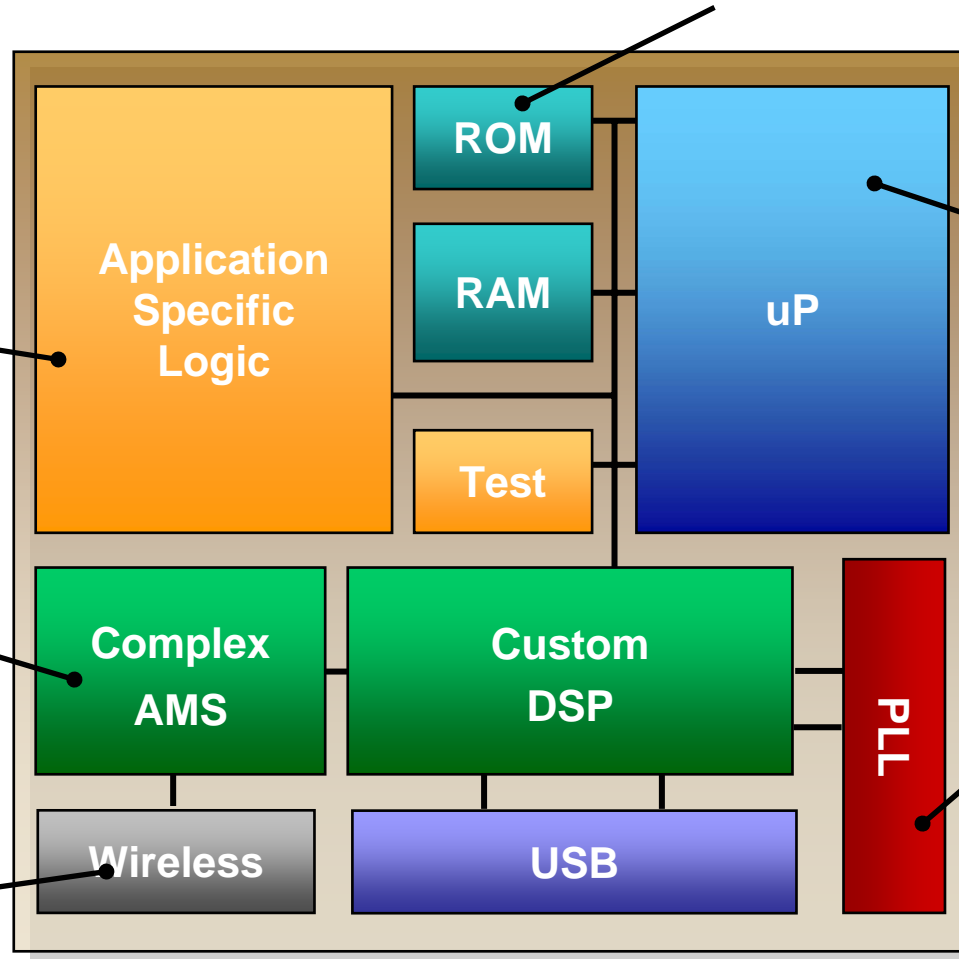 ROM
Application
Specific
Logic
RAM
uP
Test
Complex
AMS
Custom
DSP
PLL
Wireless
USB